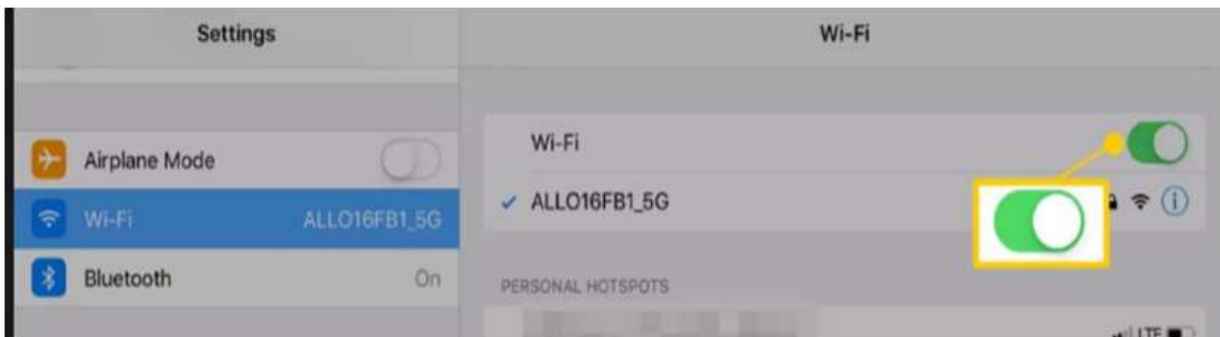 Settings
Airplane Mode
Wi-Fi ALLO16FB1_5G
Bluetooth On
Wi-Fi
Wi-Fi
ALLO16FB1_5G
PERSONAL HOTSPOTS
LTE